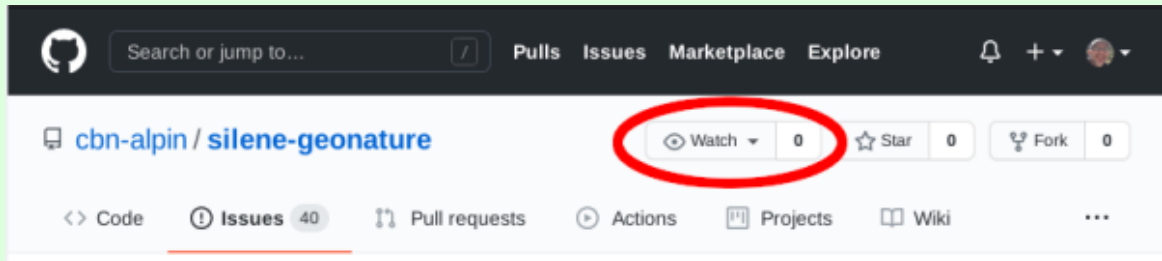 Search or jump to... / Pulls Issues Marketplace Explore
cbn-alpin / silene-geonature Watch 0 Star 0 Fork 0
Code Issues 40 Pull requests Actions Projects Wiki ...